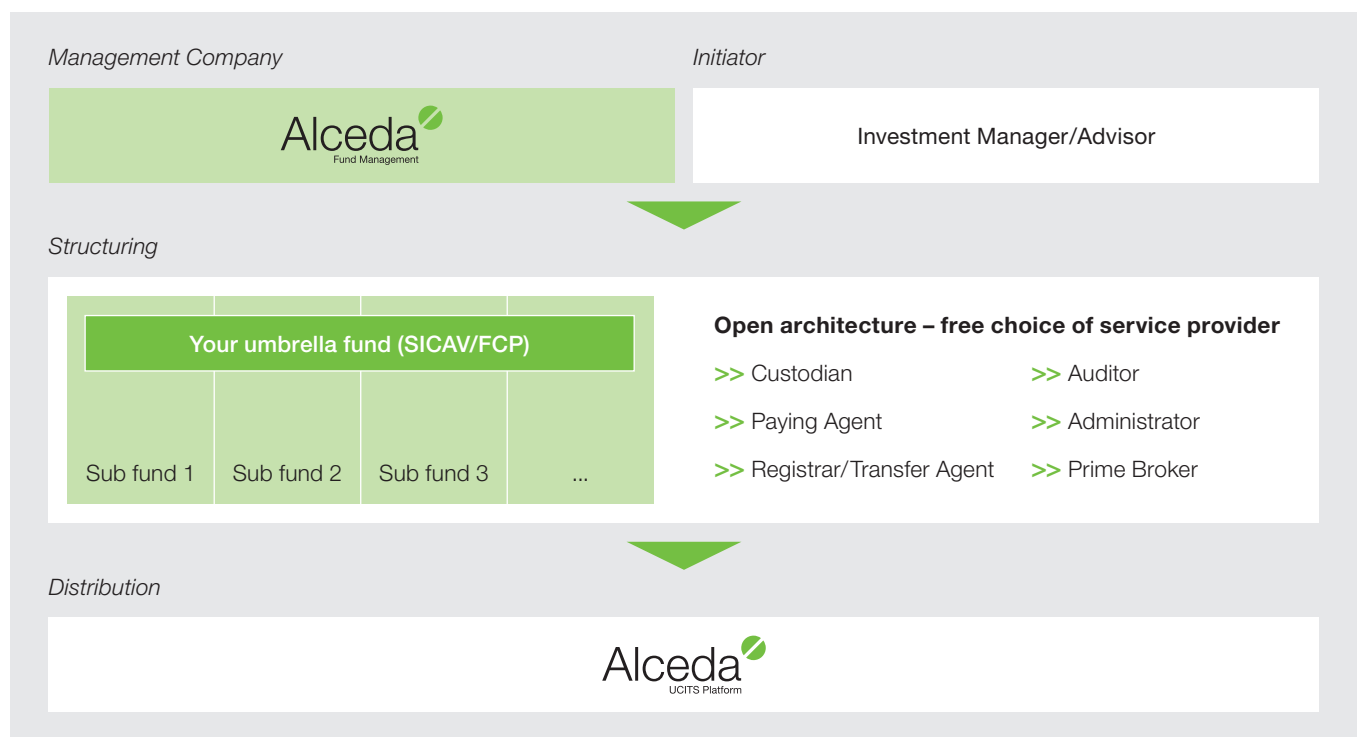 Management Company
Initiator
Alceda
Fund Management
Investment Manager/Advisor
Structuring
Your umbrella fund (SICAV/FCP)
Sub fund 1
Sub fund 2
Sub fund 3
...
Open architecture – free choice of service provider
>> Custodian
>> Auditor
>> Paying Agent
>> Administrator
>> Registrar/Transfer Agent
>> Prime Broker
Distribution
Alceda
UCITS Platform